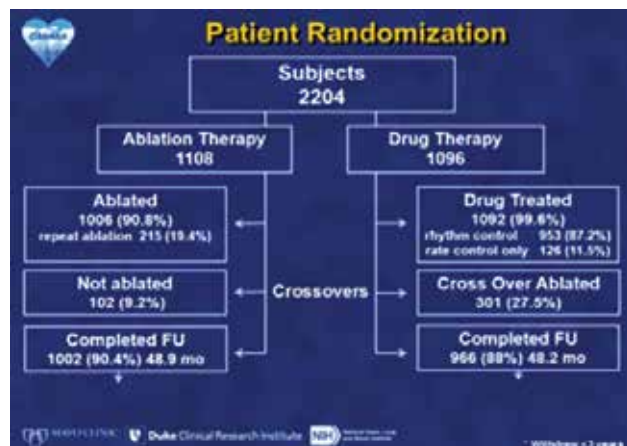 Patient Randomization
Subjects
2204
Ablation Therapy
1108
Drug Therapy
1096
Ablated
1006 (90.8%)
repeat ablation 215 (19.4%)
Drug Treated
1092 (99.6%)
rhythm control 953 (87.2%)
rate control only 126 (11.5%)
Not ablated
102 (9.2%)
Crossovers
Cross Over Ablated
301 (27.5%)
Completed FU
1002 (90.4%) 48.9 mo
Completed FU
966 (88%) 48.2 mo
MAYO CLINIC
Duke Clinical Research Institute
NIH